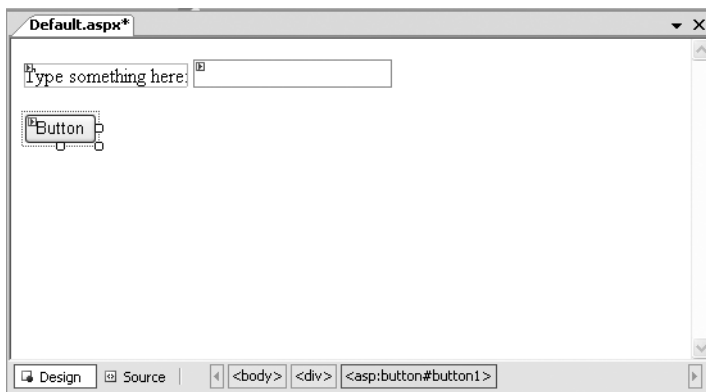 Default.aspx*
Type something here:
Button
Design Source <body> <div> <asp:button#button1>